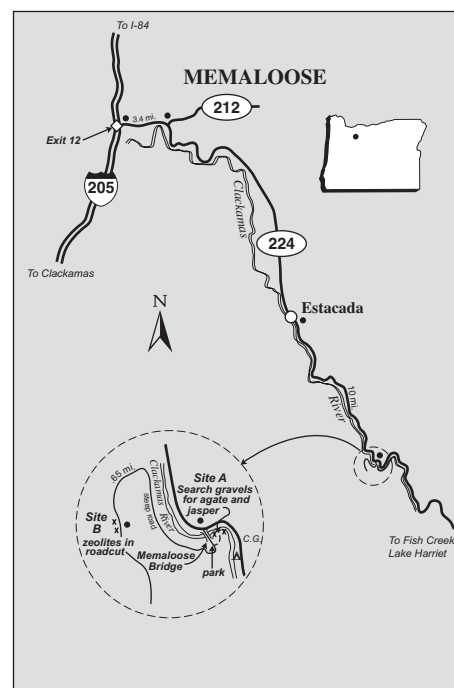 To I-84
MEMALOOSE
212
3.4 mi.
Exit 12
205
To Clackamas
Clackamas
224
N
Estacada
10 mi.
River
.65 mi.
Clackamas River
steep road
Site A
Search gravels
for agate and
jasper
Site
B
x
x
zeolites in
roadcut
Memaloose
Bridge
park
x
x
C.G.
To Fish Creek
Lake Harriet